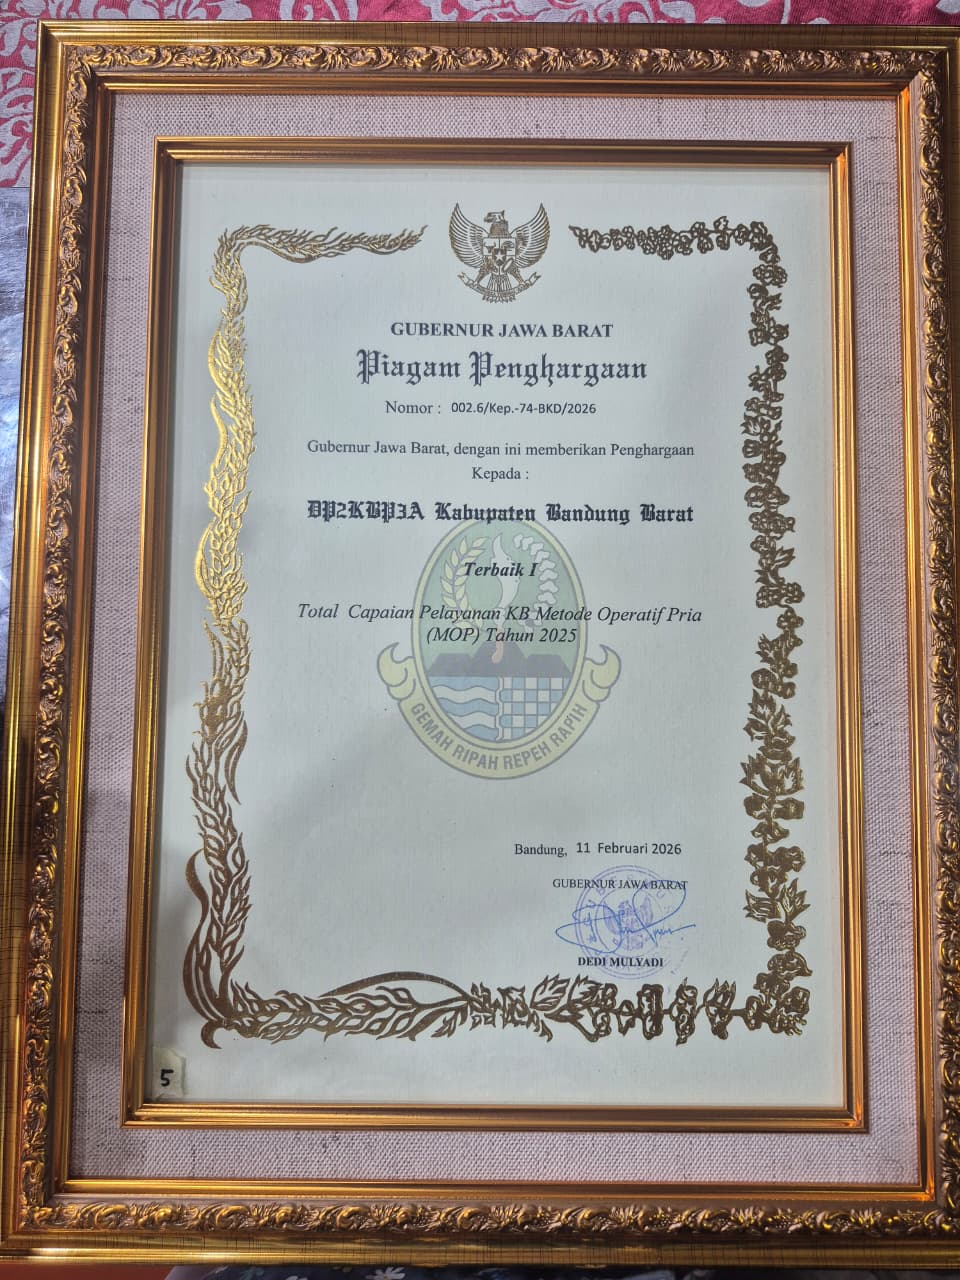 GUBERNUR JAWA BARAT
Piagam Penghargaan
Nomor : 002.6/Kep.-74-BKD/2026
Gubernur Jawa Barat, dengan ini memberikan Penghargaan
Kepada :
DP2KBP3A Kabupaten Bandung Barat
Terbaik I
Total Capaian Pelayanan KB Metode Operatif Pria
(MOP) Tahun 2025
GEMAH RIPAH REPEH RAPIH
Bandung, 11 Februari 2026
GUBERNUR JAWA BARAT
DEDI MULYADI
5